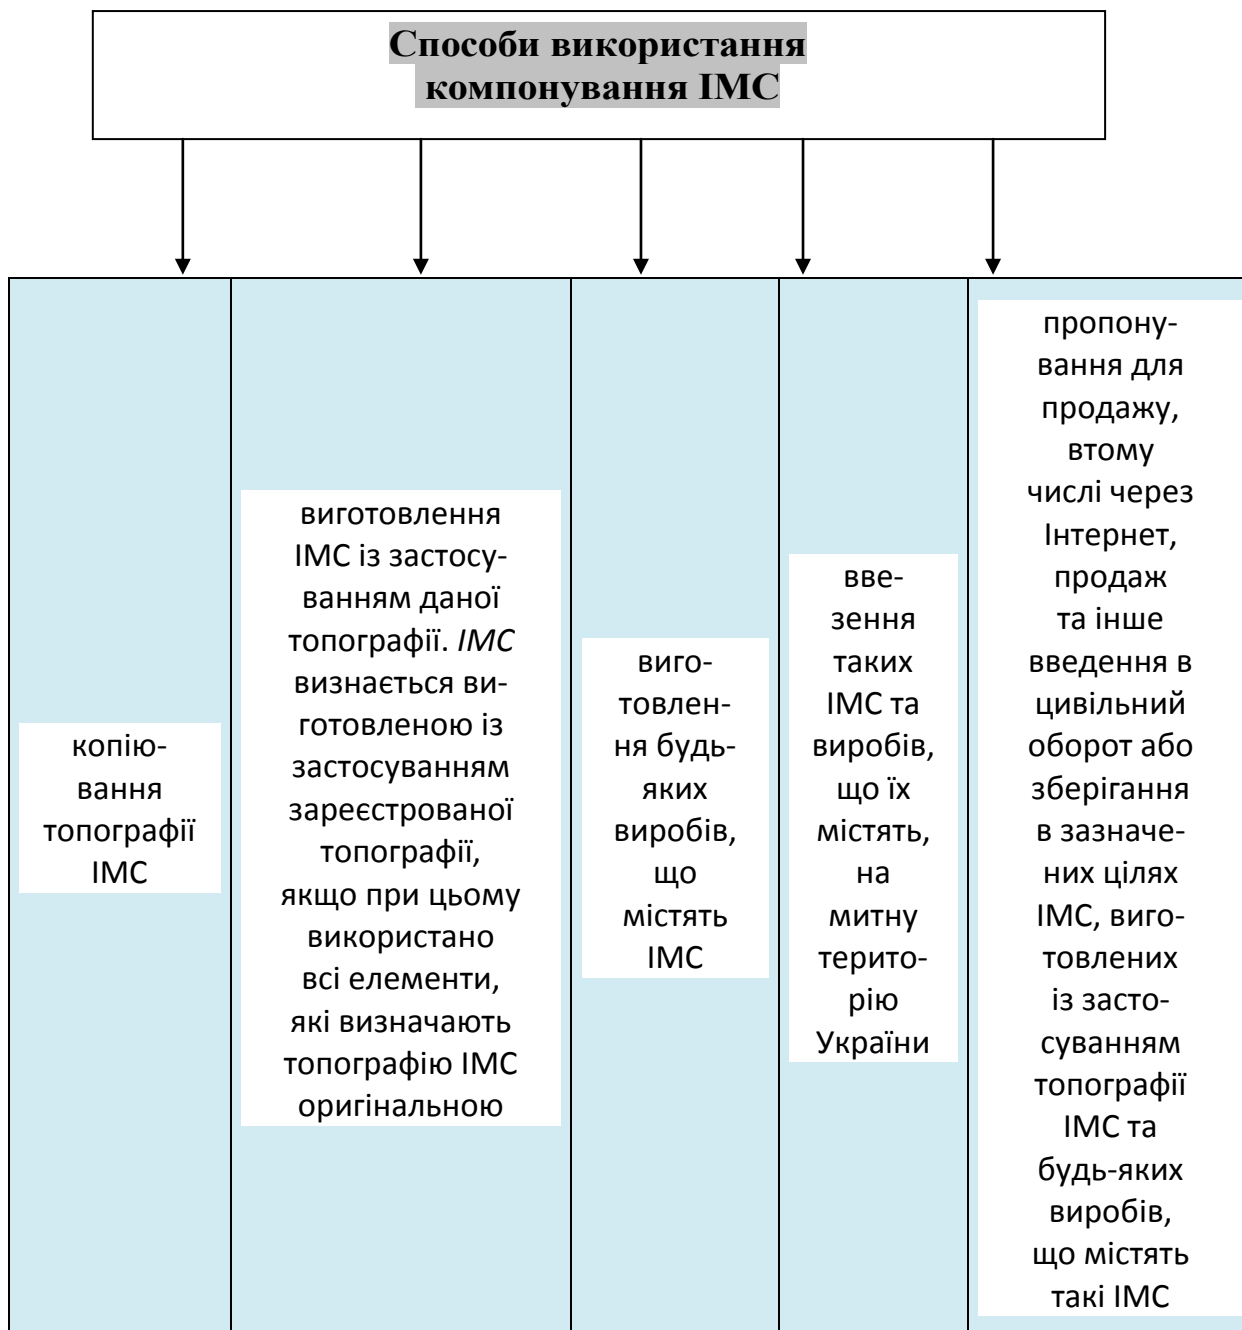 Способи використання
компонування ІМС
копію-
вання
топографії
ІМС
виготовлення
ІМС із застосу-
ванням даної
топографії. ІМС
визнається ви-
готовленою із
застосуванням
зареєстрованої
топографії,
якщо при цьому
використано
всі елементи,
які визначають
топографію ІМС
оригінальною
виго-
товлен-
ня будь-
яких
виробів,
що
містять
ІМС
вве-
зення
таких
ІМС та
виробів,
що їх
містять,
на
митну
терито-
рію
України
пропону-
вання для
продажу,
втому
числі через
Інтернет,
продаж
та інше
введення в
цивільний
оборот або
зберігання
в зазначе-
них цілях
ІМС, виго-
товлених
із засто-
суванням
топографії
ІМС та
будь-яких
виробів,
що містять
такі ІМС